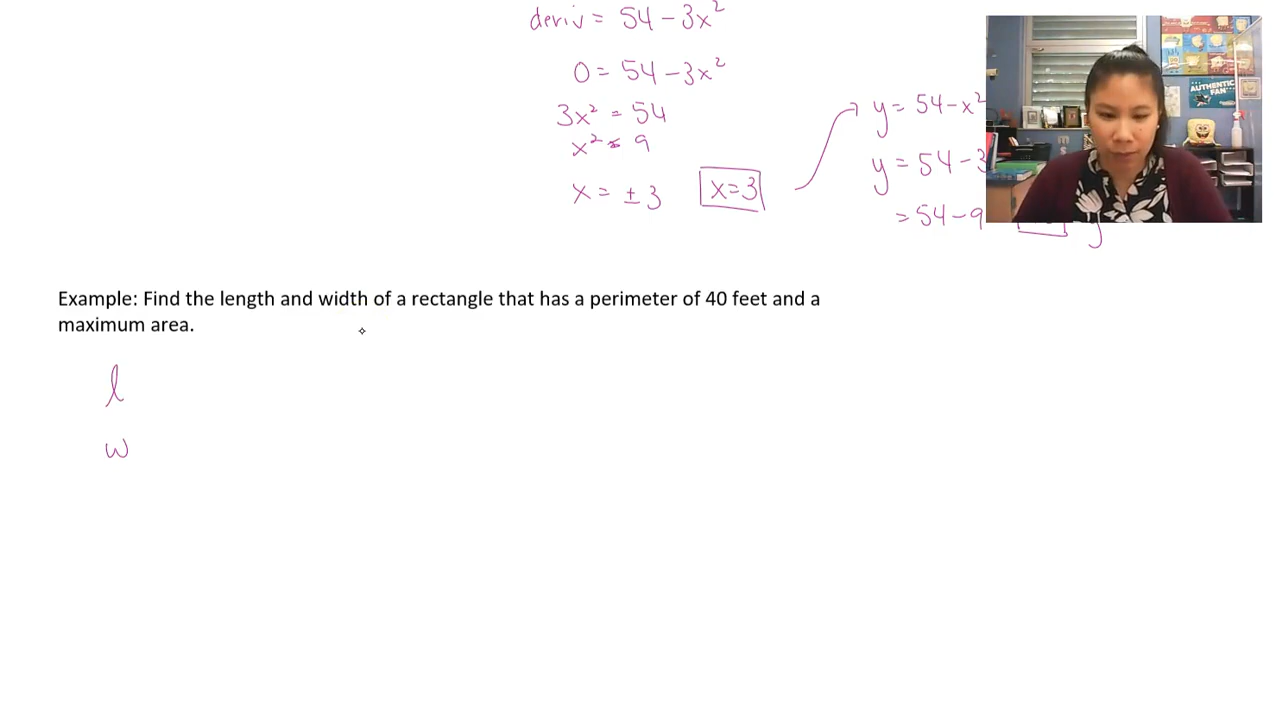 deriv = 54 - 3x²
0 = 54 - 3x²
3x² = 54
x² = 9
x = ± 3
x=3
y = 54 - x²
y = 54 - 3
= 54 - 9
y
AUTHENTIC
FAN
Example: Find the length and width of a rectangle that has a perimeter of 40 feet and a
maximum area.
l
w